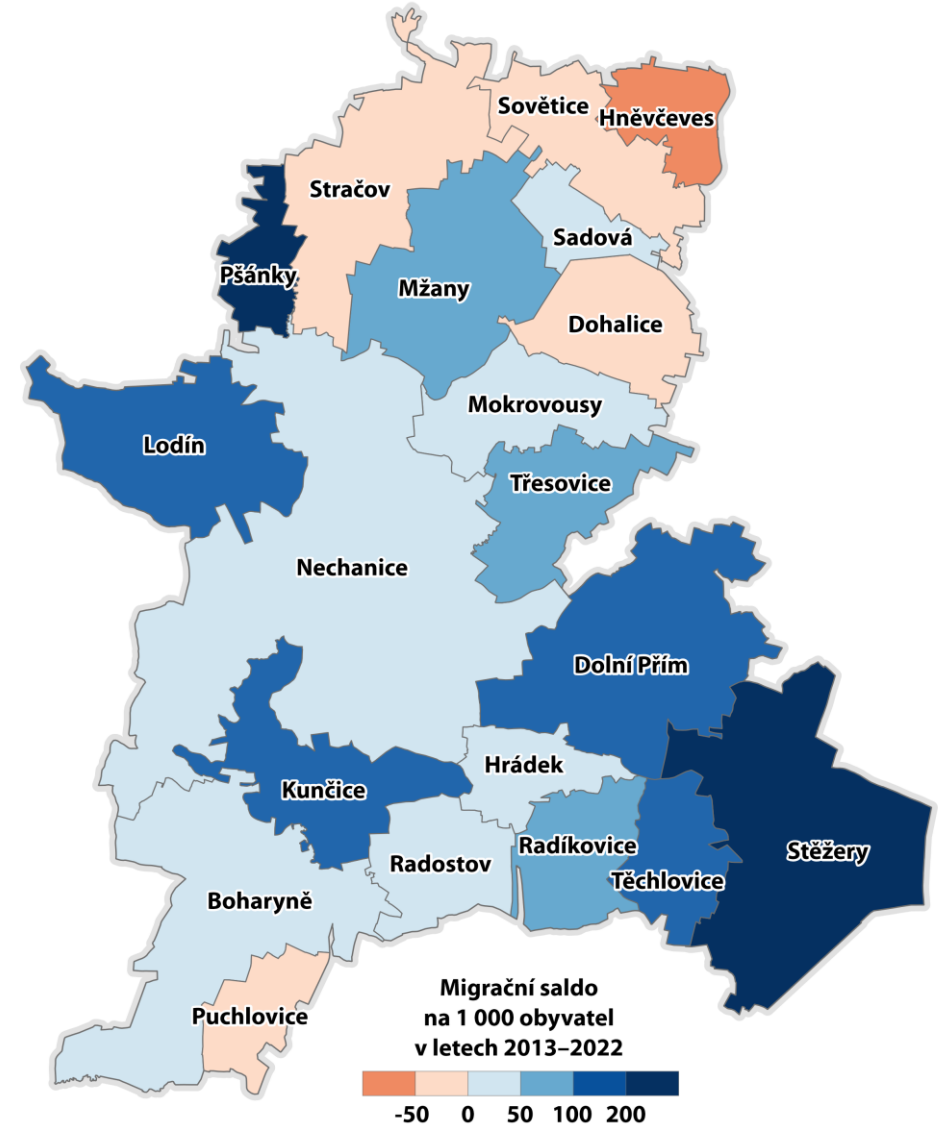 Sovětice
Hněvčeves
Stračov
Sadová
Pšánky
Mžany
Dohalice
Mokrovousy
Lodín
Třesovice
Nechanice
Dolní Přím
Hrádek
Kunčice
Radíkovice
Stěžery
Radostov
Těchlovice
Boharyně
Puchlovice
Migrační saldo
na 1 000 obyvatel
v letech 2013–2022
-50 0 50 100 200